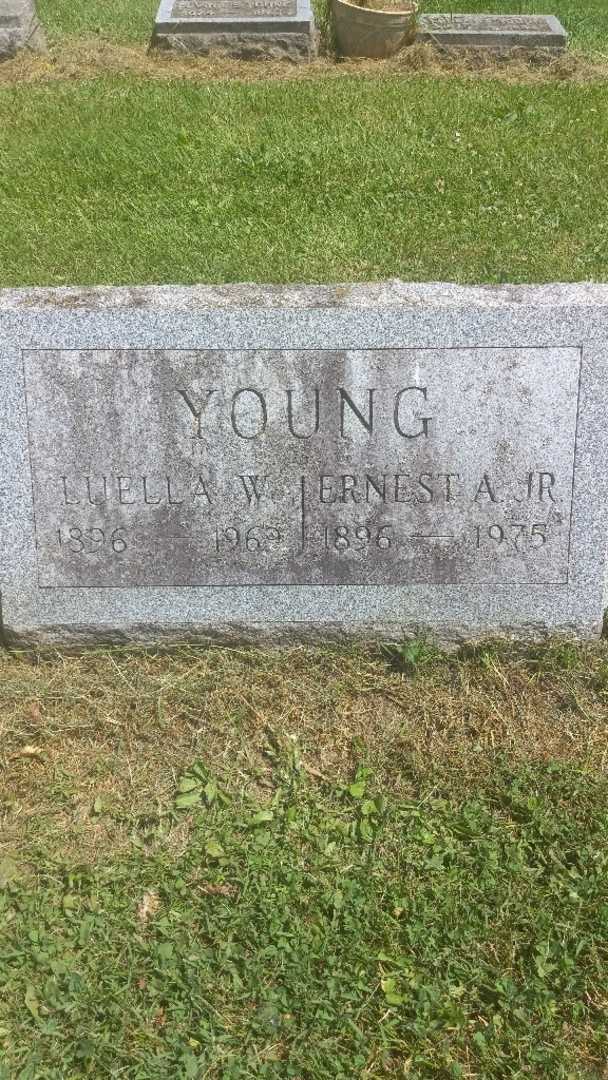 YOUNG
LUELLA W. ERNEST A. JR
1896 — 1969 1896 — 1975